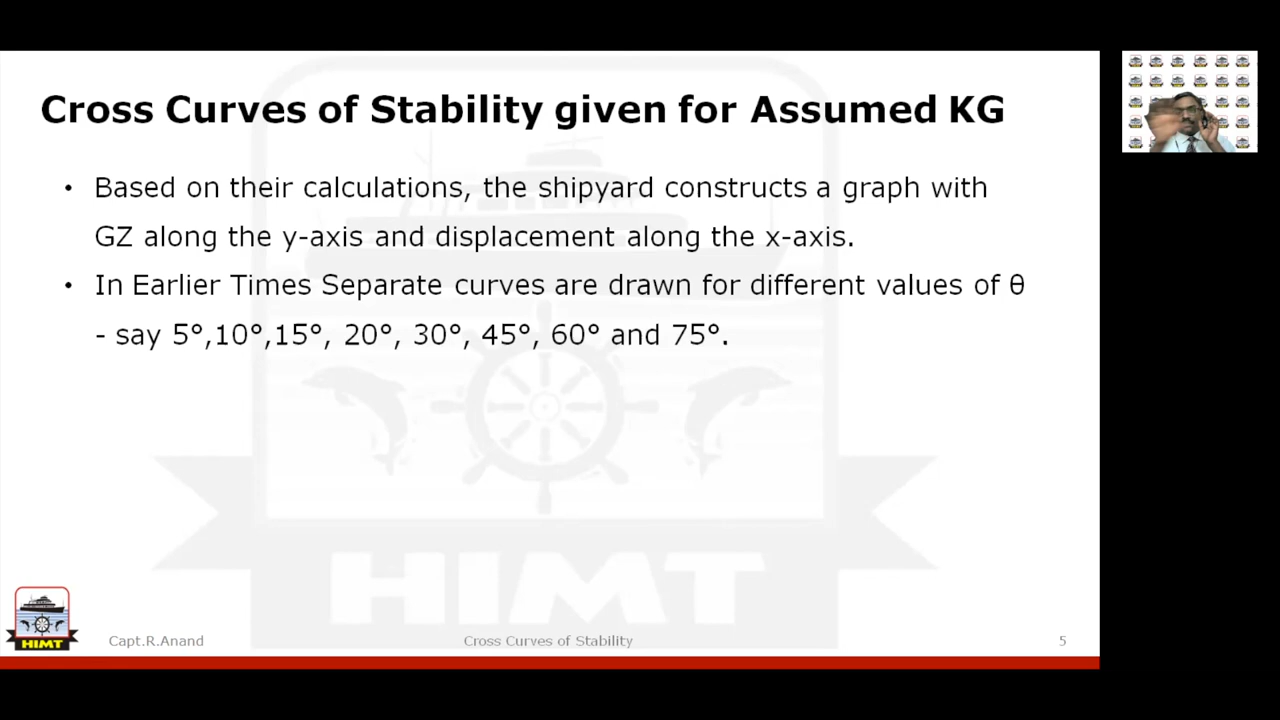 Cross Curves of Stability given for Assumed KG
• Based on their calculations, the shipyard constructs a graph with
GZ along the y-axis and displacement along the x-axis.
• In Earlier Times Separate curves are drawn for different values of θ
- say 5°,10°,15°, 20°, 30°, 45°, 60° and 75°.
HIMT
HIMT
Capt.R.Anand
Cross Curves of Stability
5